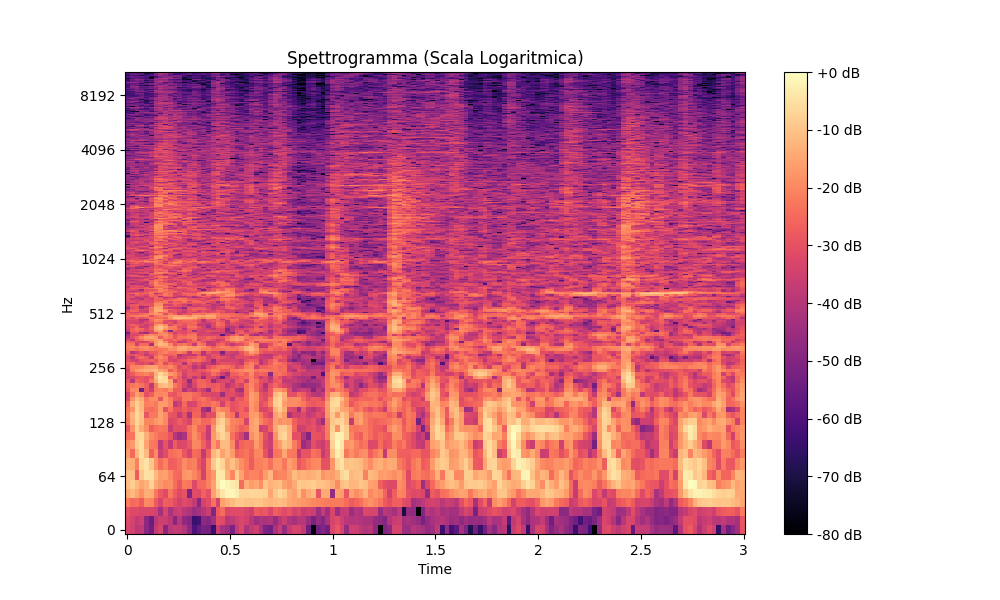 Spettrogramma (Scala Logaritmica)
8192
4096
2048
1024
512
256
128
64
0
Hz
0
0.5
1
1.5
2
2.5
3
Time
+0 dB
-10 dB
-20 dB
-30 dB
-40 dB
-50 dB
-60 dB
-70 dB
-80 dB